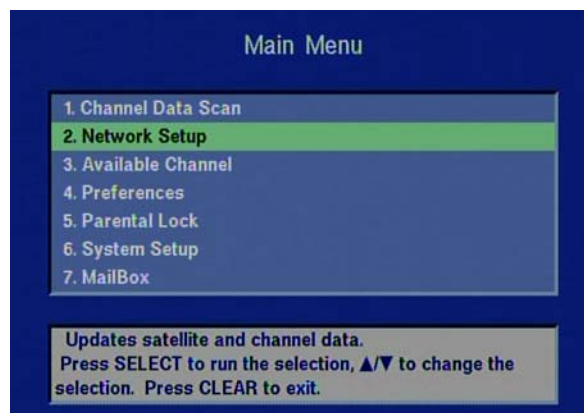 Main Menu
1. Channel Data Scan
2. Network Setup
3. Available Channel
4. Preferences
5. Parental Lock
6. System Setup
7. MailBox
Updates satellite and channel data.
Press SELECT to run the selection, ▲/▼ to change the
selection. Press CLEAR to exit.